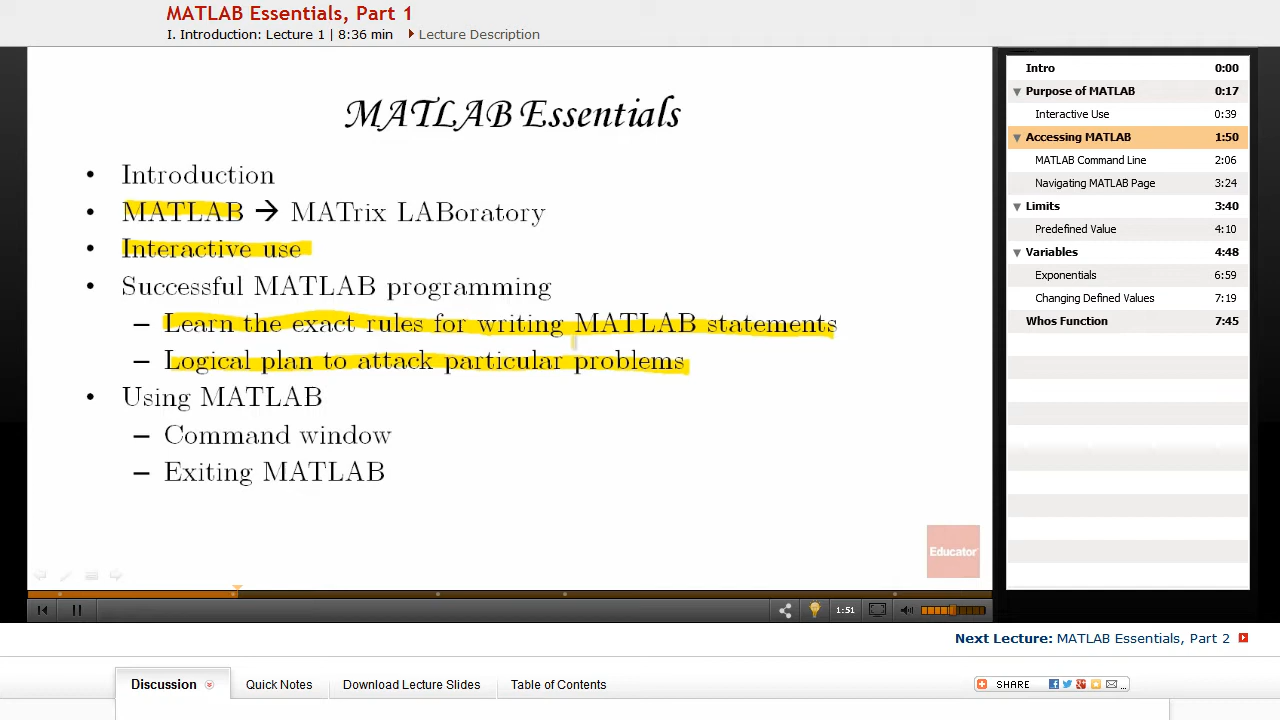 MATLAB Essentials, Part 1
I. Introduction: Lecture 1 | 8:36 min Lecture Description
MATLAB Essentials
• Introduction
• MATLAB → MATrix LABoratory
• Interactive use
• Successful MATLAB programming
– Learn the exact rules for writing MATLAB statements
– Logical plan to attack particular problems
• Using MATLAB
– Command window
– Exiting MATLAB
Educator
Intro 0:00
Purpose of MATLAB 0:17
Interactive Use 0:39
Accessing MATLAB 1:50
MATLAB Command Line 2:06
Navigating MATLAB Page 3:24
Limits 3:40
Predefined Value 4:10
Variables 4:48
Exponentials 6:59
Changing Defined Values 7:19
Whos Function 7:45
1:51
Next Lecture: MATLAB Essentials, Part 2
Discussion Quick Notes Download Lecture Slides Table of Contents
SHARE ...